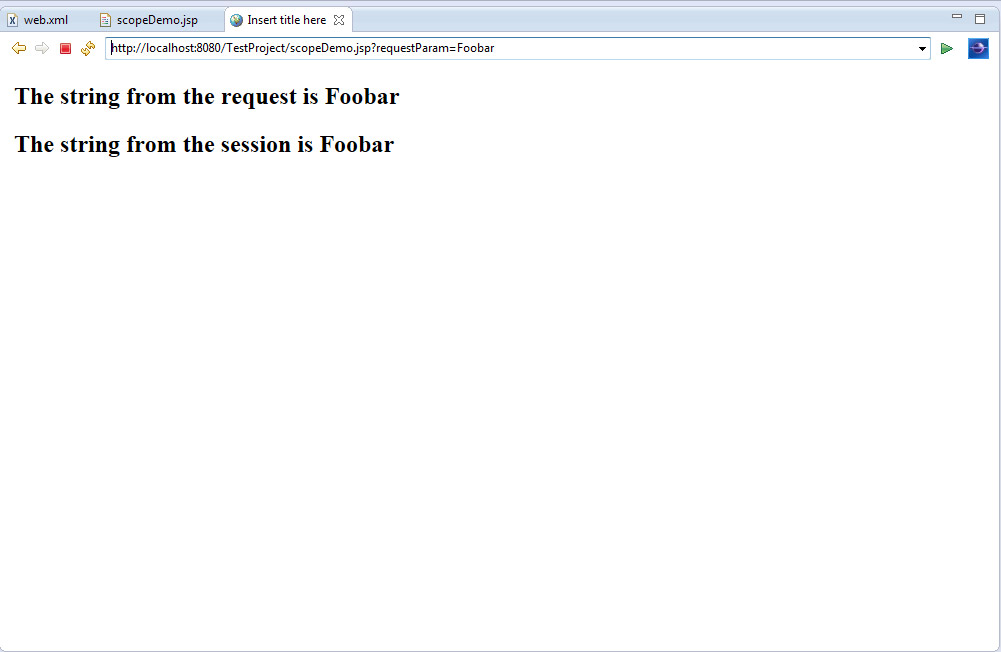 web.xml scopeDemo.jsp Insert title here
http://localhost:8080/TestProject/scopeDemo.jsp?requestParam=Foobar
The string from the request is Foobar
The string from the session is Foobar